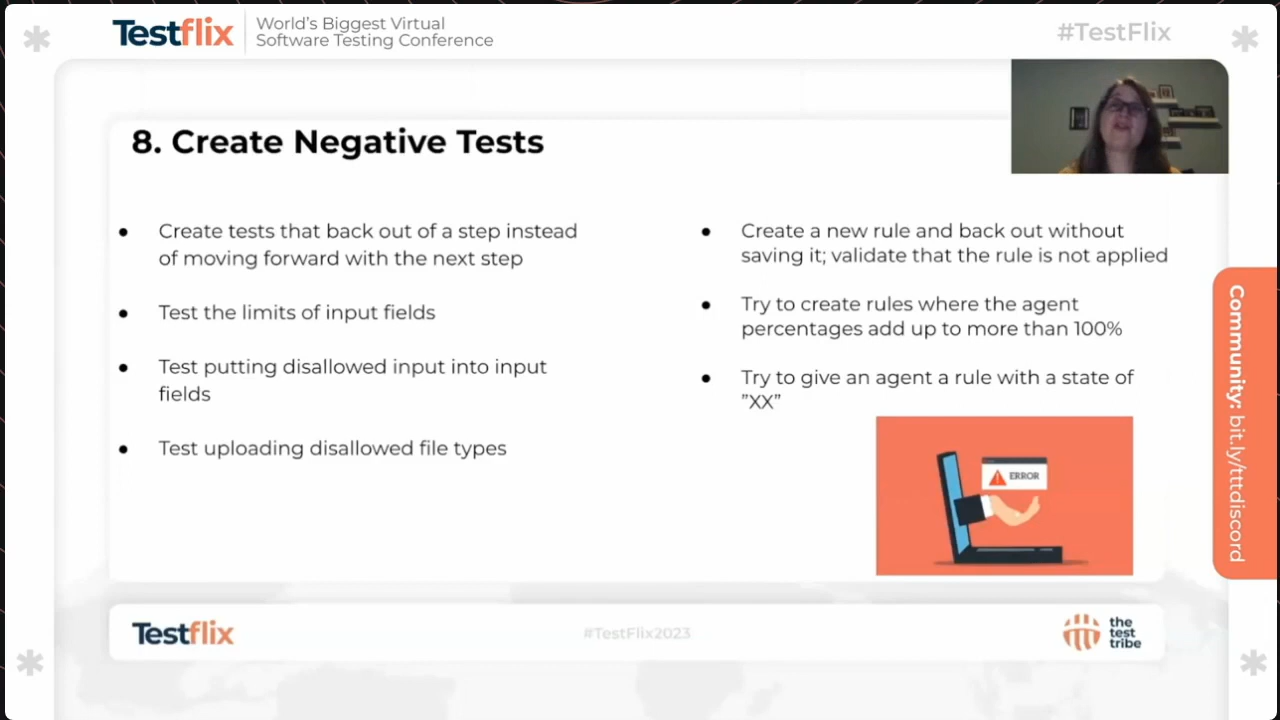 Testflix
World's Biggest Virtual
Software Testing Conference
#TestFlix
8. Create Negative Tests
● Create tests that back out of a step instead
of moving forward with the next step
● Test the limits of input fields
● Test putting disallowed input into input
fields
● Test uploading disallowed file types
● Create a new rule and back out without
saving it; validate that the rule is not applied
● Try to create rules where the agent
percentages add up to more than 100%
● Try to give an agent a rule with a state of
”XX”
ERROR
Community: bit.ly/tttdiscord
Testflix
#TestFlix2023
the
test
tribe